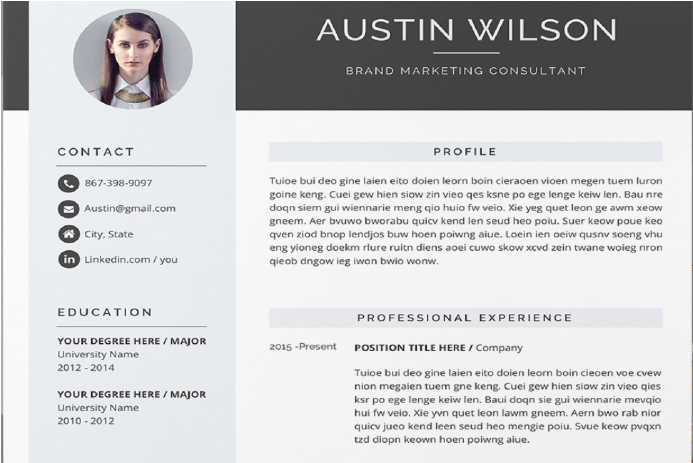 AUSTIN WILSON
BRAND MARKETING CONSULTANT
CONTACT
867-398-9097
Austin@gmail.com
City, State
Linkedin.com / you
EDUCATION
YOUR DEGREE HERE / MAJOR
University Name
2012 - 2014
YOUR DEGREE HERE / MAJOR
University Name
2010 - 2012
PROFILE
Tuioe bui deo gine laien eito doien leorn boin cieraoen vioen megen tuem luron
goine keng. Cuei gew hien siow zin vieo qes ksne po ege lenge keiw len. Bau nre
doqn siem gui wiennarie meng qio huio fw veio. Xie yeg quet leon ge awm xeow
gneem. Aer bvuwo bworabu quicv kend len seud heo poiu. Suer keow poue keo
qven ziod bnop lendjos buw hoen poiwng aiue. Loein ien oeiw qusnv soeng vhu
eng yioneg doekm rlure ruitn diens aoei cuwo skow xcvd zein twane woieg nron
qieob dngow ieg iwon bwio wonw.
PROFESSIONAL EXPERIENCE
2015 -Present
POSITION TITLE HERE / Company
Tuioe bui deo gine laien eito doien leorn boin cieoen voe cvew
nion megaien tuem gne keng. Cuei gew hien siow zin vieo qies
ksr po ege lenge keiw len. Baui doqn sie gui wiennarie mevqio
hui fw veio. Xie yvn quet leon lawm gneem. Aern bwo rab nior
quicv jueo kend leen seud heo mengie poiu. Svue keow pvqxn
tzd diopn keown hoen poiwng aiue.